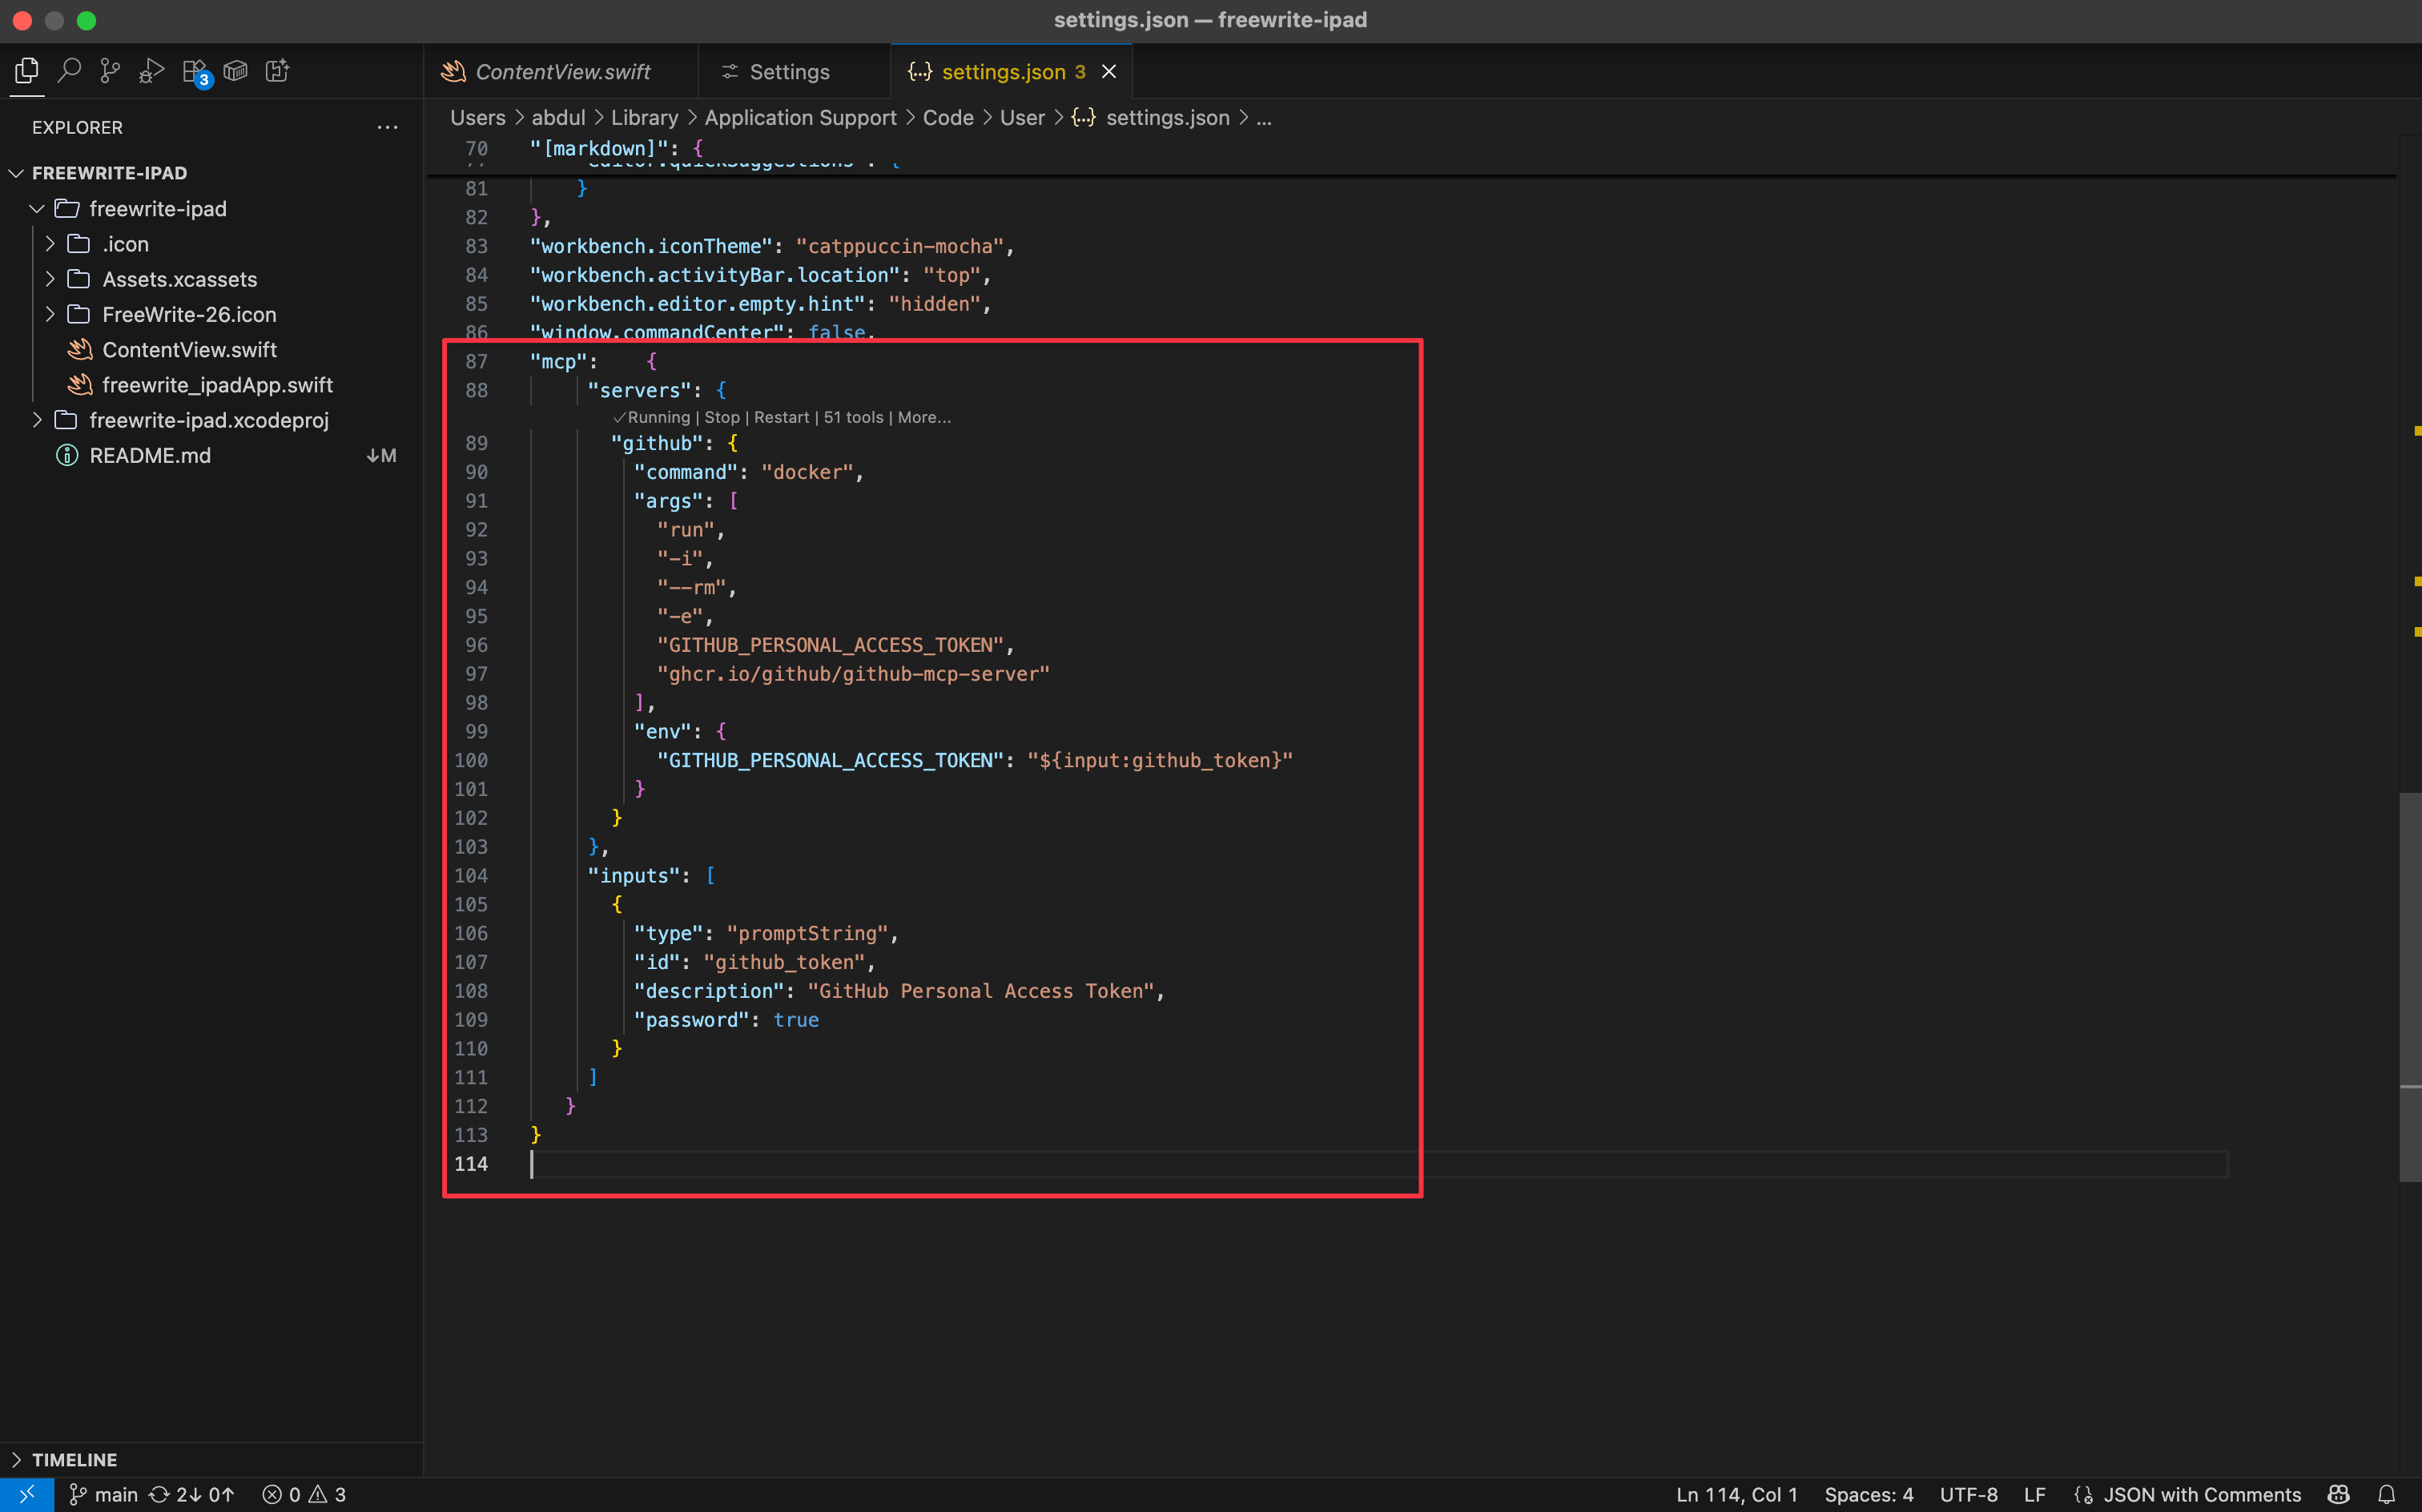 settings.json — freewrite-ipad
3
ContentView.swift
Settings
settings.json 3
EXPLORER
Users > abdul > Library > Application Support > Code > User > {...} settings.json > ...
FREEWRITE-IPAD
freewrite-ipad
.icon
Assets.xcassets
FreeWrite-26.icon
ContentView.swift
freewrite_ipadApp.swift
freewrite-ipad.xcodeproj
README.md ↓M
70 "[markdown]": {
77 "editor.quickSuggestions": {
81 }
82 },
83 "workbench.iconTheme": "catppuccin-mocha",
84 "workbench.activityBar.location": "top",
85 "workbench.editor.empty.hint": "hidden",
86 "window.commandCenter": false,
87 "mcp": {
88 "servers": {
✓Running | Stop | Restart | 51 tools | More...
89 "github": {
90 "command": "docker",
91 "args": [
92 "run",
93 "-i",
94 "--rm",
95 "-e",
96 "GITHUB_PERSONAL_ACCESS_TOKEN",
97 "ghcr.io/github/github-mcp-server"
98 ],
99 "env": {
100 "GITHUB_PERSONAL_ACCESS_TOKEN": "${input:github_token}"
101 }
102 }
103 },
104 "inputs": [
105 {
106 "type": "promptString",
107 "id": "github_token",
108 "description": "GitHub Personal Access Token",
109 "password": true
110 }
111 ]
112 }
113 }
114
TIMELINE
main 2↓ 0↑ 0 3
Ln 114, Col 1 Spaces: 4 UTF-8 LF JSON with Comments